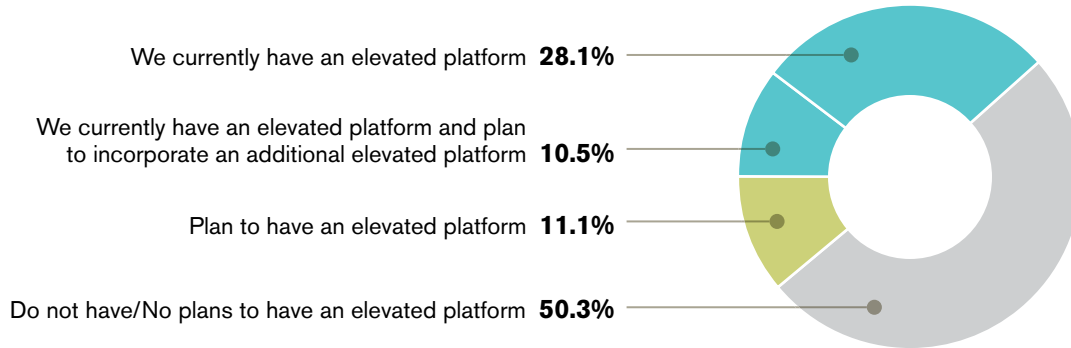 We currently have an elevated platform 28.1%
We currently have an elevated platform and plan
to incorporate an additional elevated platform 10.5%
Plan to have an elevated platform 11.1%
Do not have/No plans to have an elevated platform 50.3%